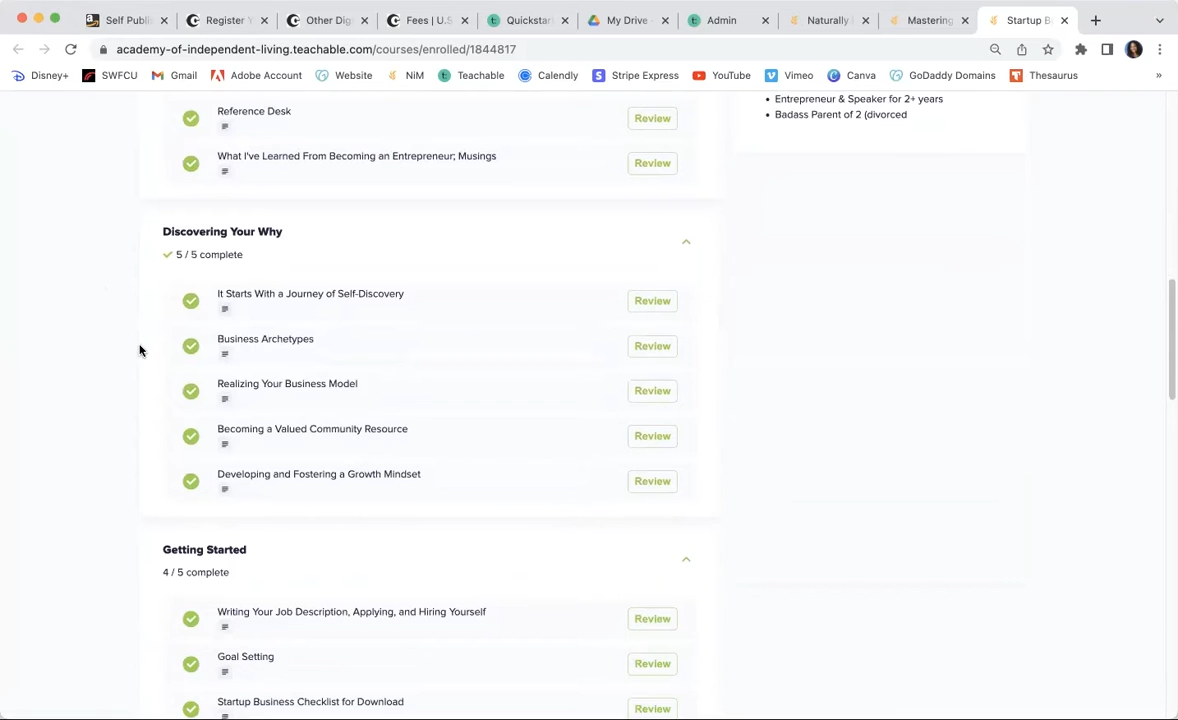 Self Publi
Register Y
Other Dig
Fees | U.S
Quickstar
My Drive -
Admin
Naturally
Mastering
Startup B
academy-of-independent-living.teachable.com/courses/enrolled/1844817
Disney+
SWFCU
Gmail
Adobe Account
Website
NiM
Teachable
Calendly
Stripe Express
YouTube
Vimeo
Canva
GoDaddy Domains
Thesaurus
»
• Entrepreneur & Speaker for 2+ years
• Badass Parent of 2 (divorced
Reference Desk
Review
What I've Learned From Becoming an Entrepreneur; Musings
Review
Discovering Your Why
5 / 5 complete
It Starts With a Journey of Self-Discovery
Review
Business Archetypes
Review
Realizing Your Business Model
Review
Becoming a Valued Community Resource
Review
Developing and Fostering a Growth Mindset
Review
Getting Started
4 / 5 complete
Writing Your Job Description, Applying, and Hiring Yourself
Review
Goal Setting
Review
Startup Business Checklist for Download
Review